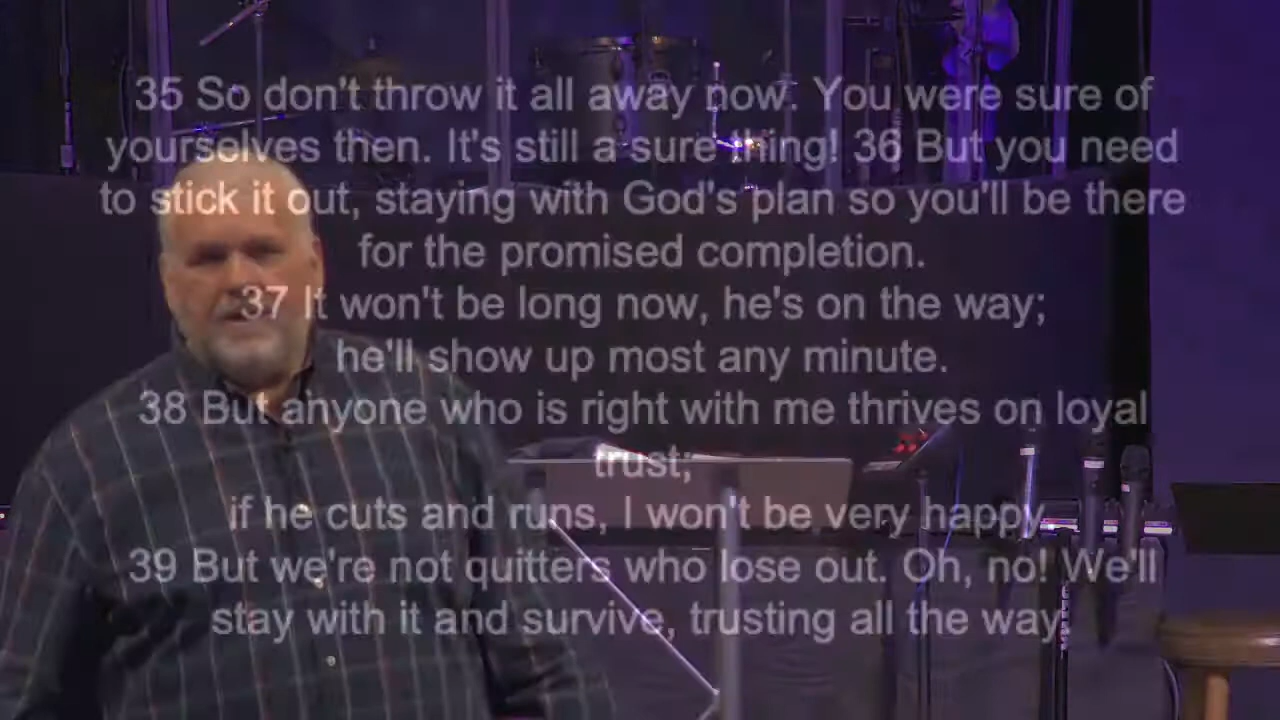 35 So don't throw it all away now. You were sure of
yourselves then. It's still a sure thing! 36 But you need
to stick it out, staying with God's plan so you'll be there
for the promised completion.
37 It won't be long now, he's on the way;
he'll show up most any minute.
38 But anyone who is right with me thrives on loyal
trust;
if he cuts and runs, I won't be very happy.
39 But we're not quitters who lose out. Oh, no! We'll
stay with it and survive, trusting all the way.